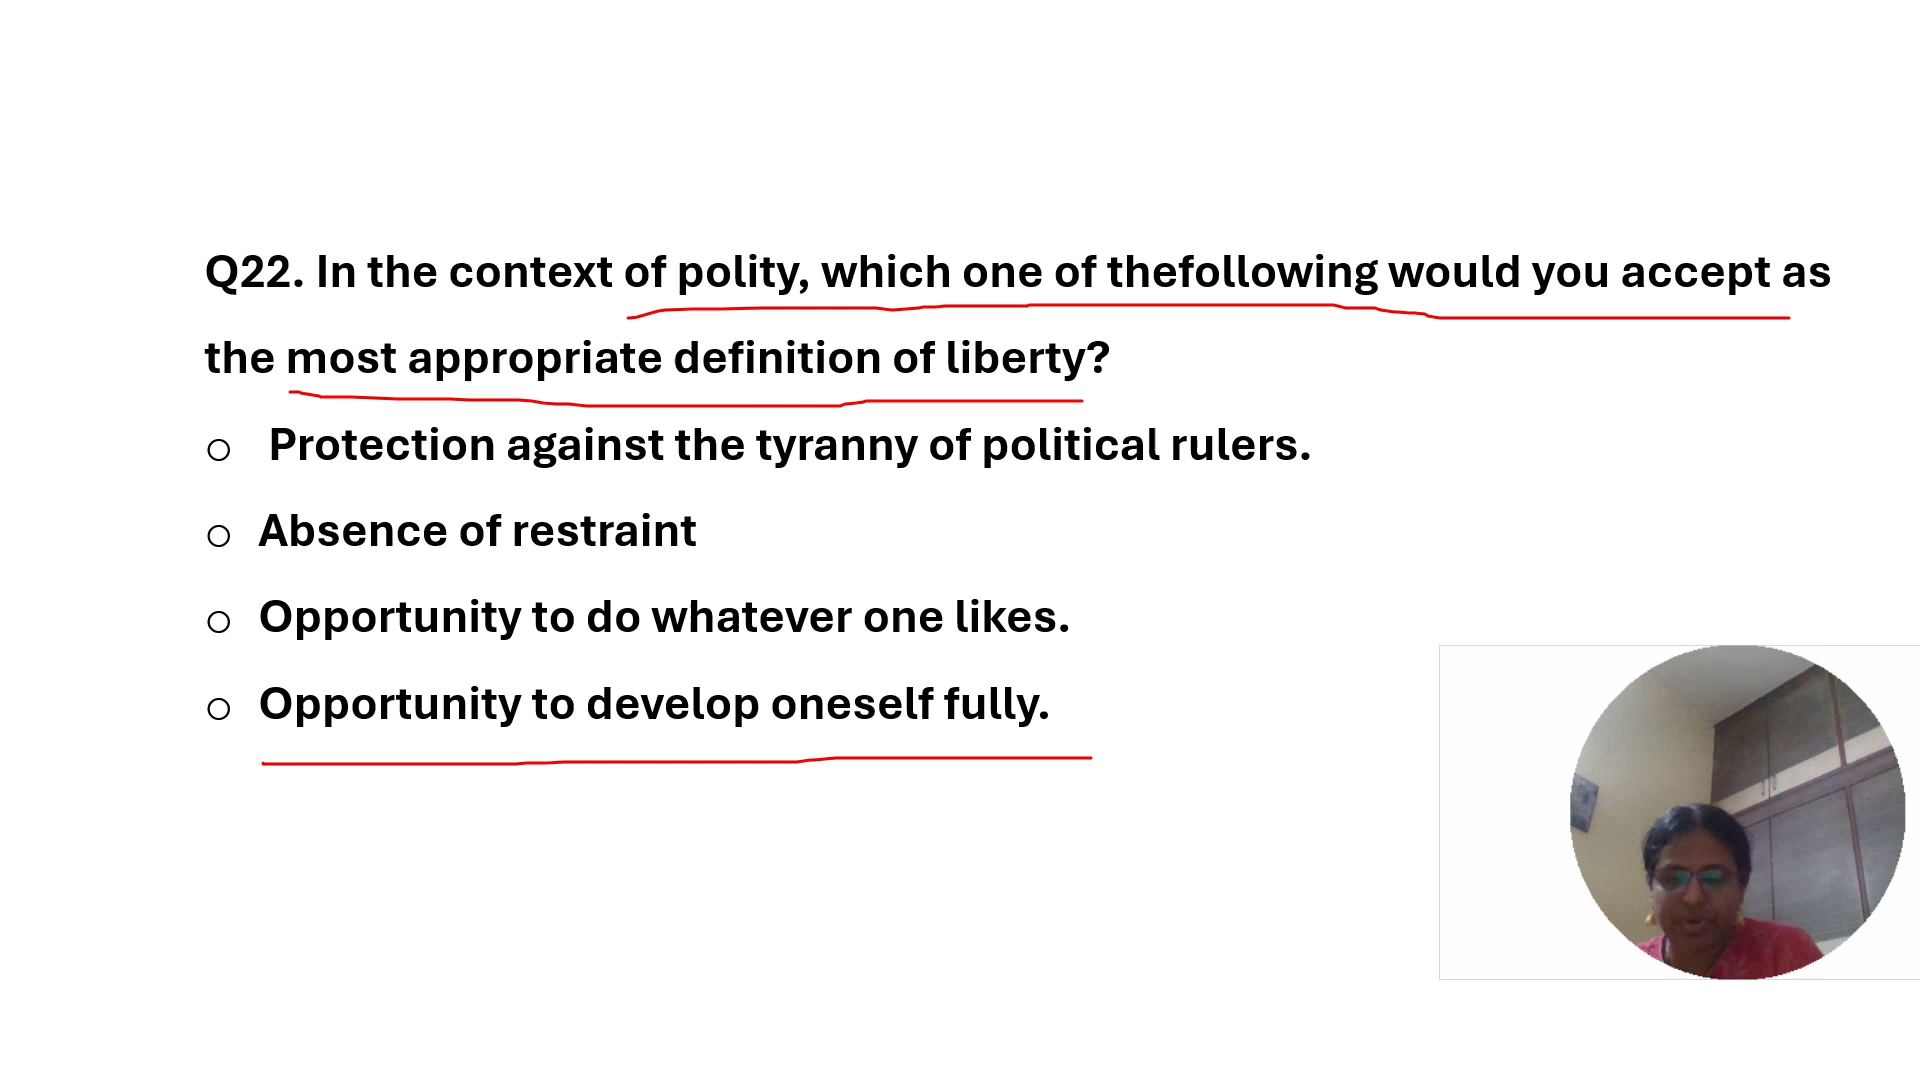 Q22. In the context of polity, which one of thefollowing would you accept as
the most appropriate definition of liberty?
o Protection against the tyranny of political rulers.
o Absence of restraint
o Opportunity to do whatever one likes.
o Opportunity to develop oneself fully.